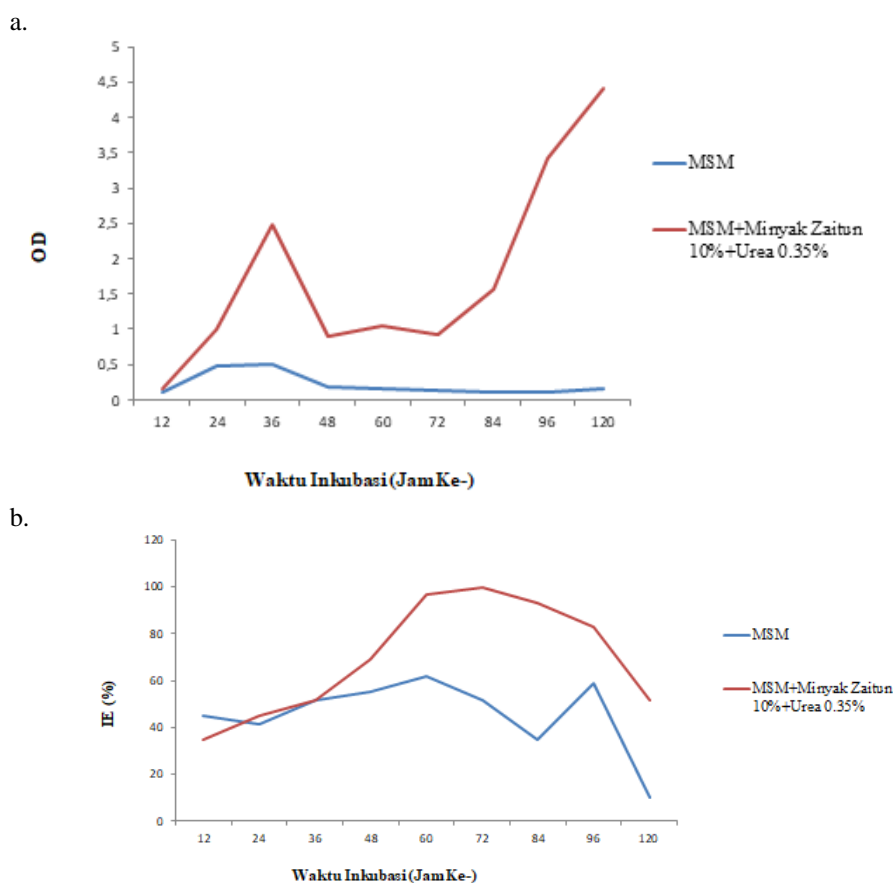 a.
5
4,5
4
3,5
3
2,5
2
1,5
1
0,5
0
OD
12 24 36 48 60 72 84 96 120
Waktu Inkubasi (Jam Ke-)
MSM
MSM+Minyak Zaitun
10%+Urea 0.35%
b.
120
100
80
60
40
20
0
IE (%)
12 24 36 48 60 72 84 96 120
Waktu Inkubasi (Jam Ke-)
MSM
MSM+Minyak Zaitun
10%+Urea 0.35%